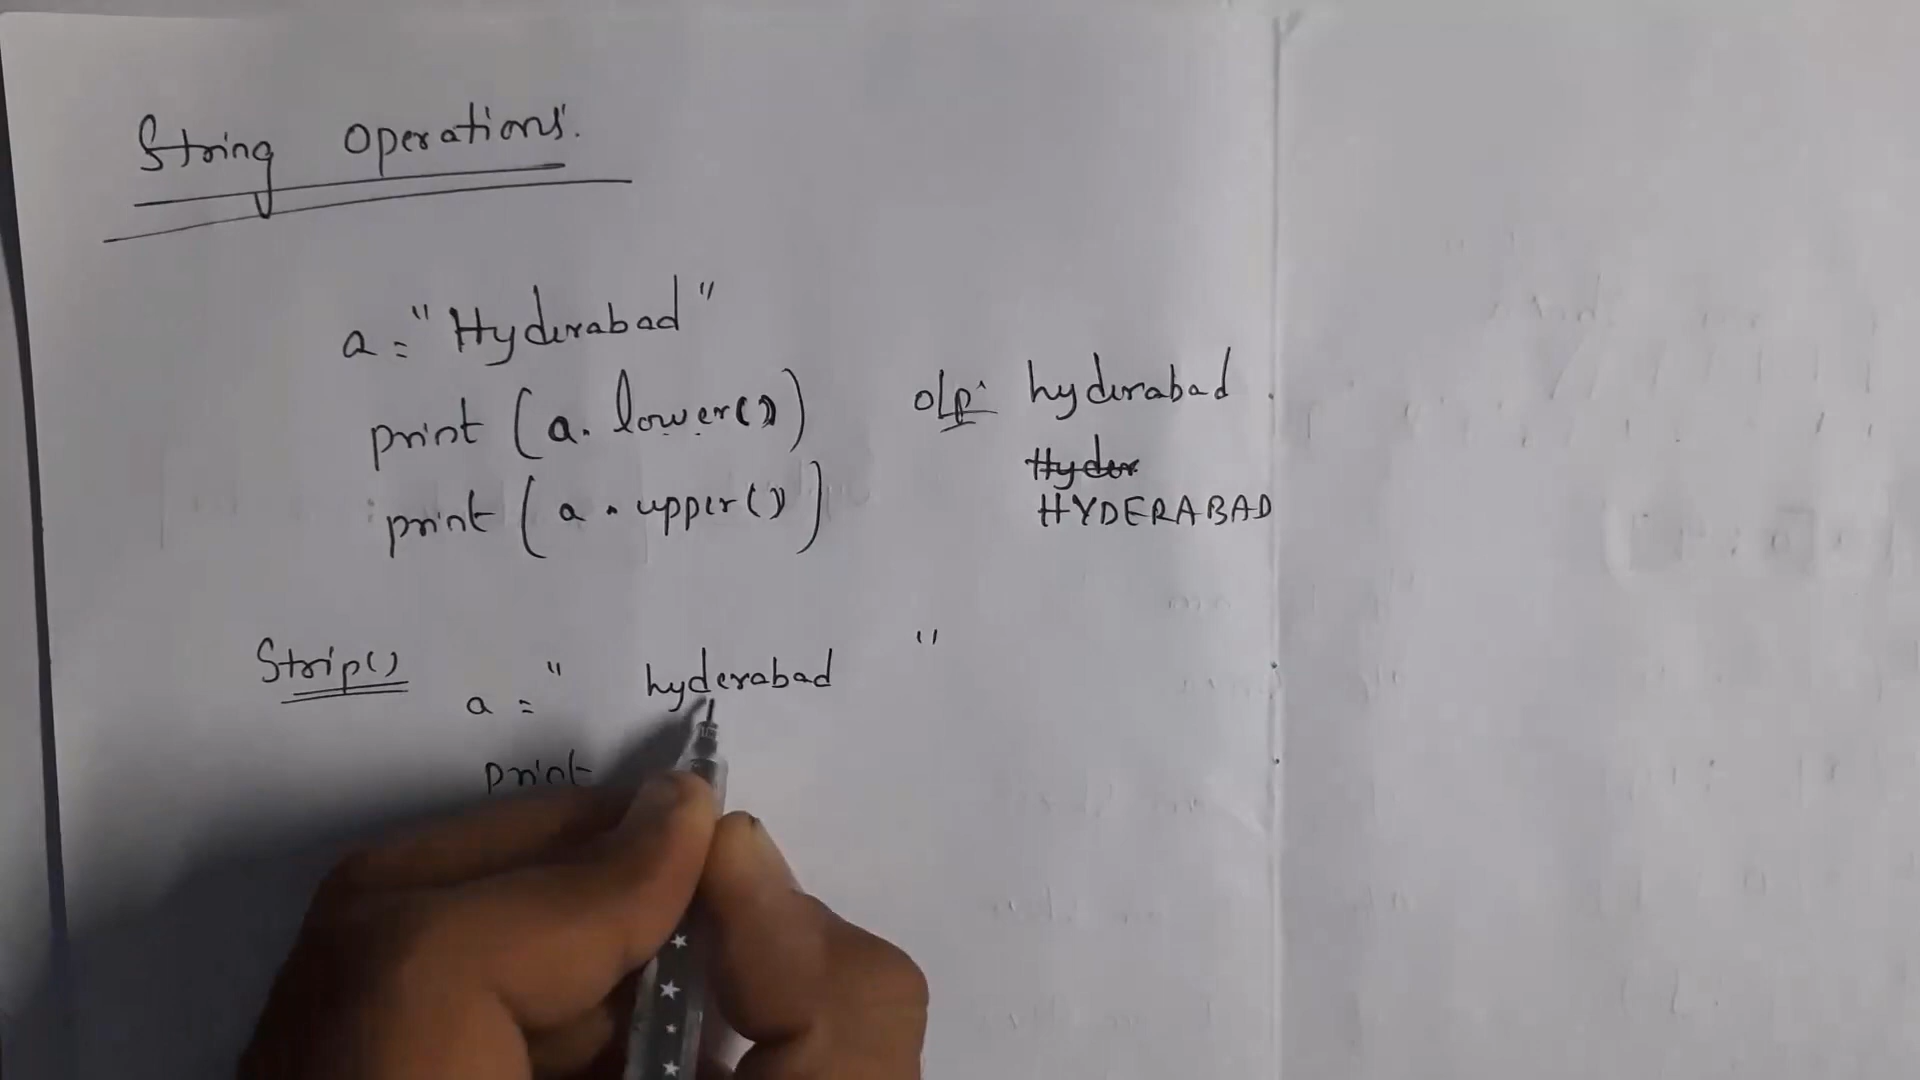 String Operations.
a = "Hyderabad"
print (a. lower())
print (a. upper())
o/p: hyderabad.
Hyder
HYDERABAD
Strip()
a = " hyderabad "
print